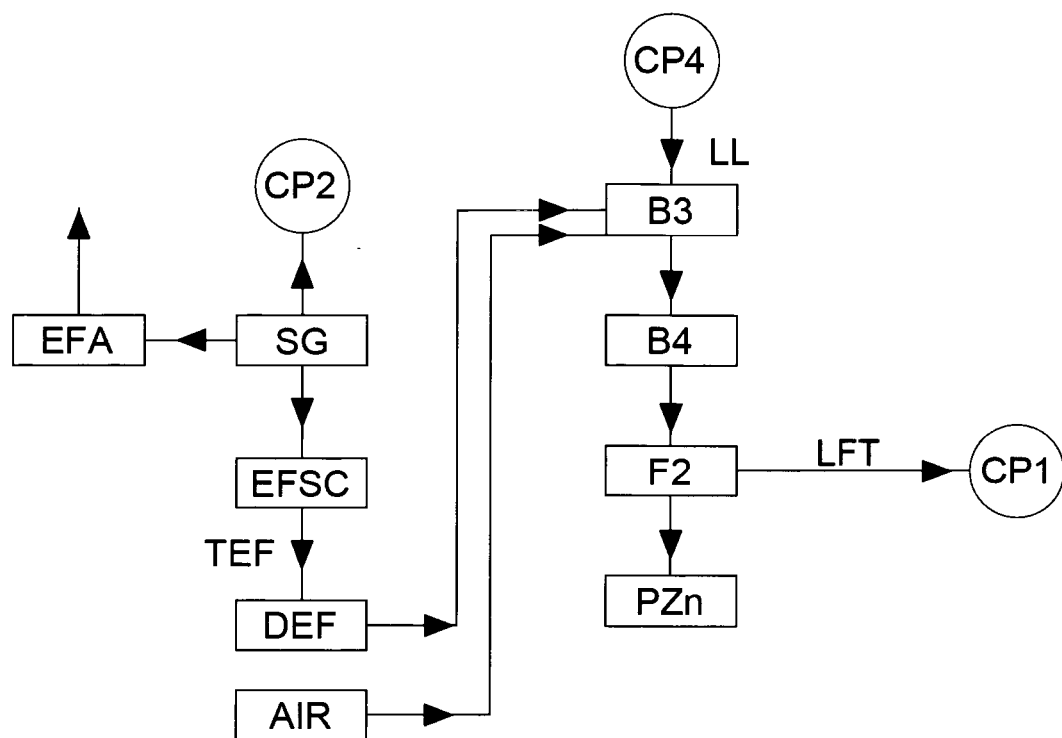 CP4
LL
CP2
B3
EFA
SG
B4
EFSC
F2
LFT
CP1
TEF
DEF
PZn
AIR